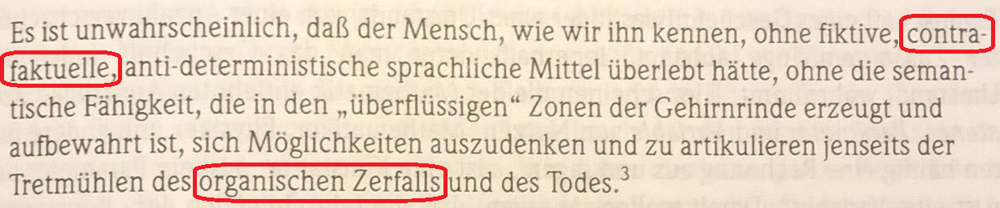 Es ist unwahrscheinlich, daß der Mensch, wie wir ihn kennen, ohne fiktive, contra-
faktuelle, anti-deterministische sprachliche Mittel überlebt hätte, ohne die seman-
tische Fähigkeit, die in den „überflüssigen“ Zonen der Gehirnrinde erzeugt und
aufbewahrt ist, sich Möglichkeiten auszudenken und zu artikulieren jenseits der
Tretmühlen des organischen Zerfalls und des Todes.³